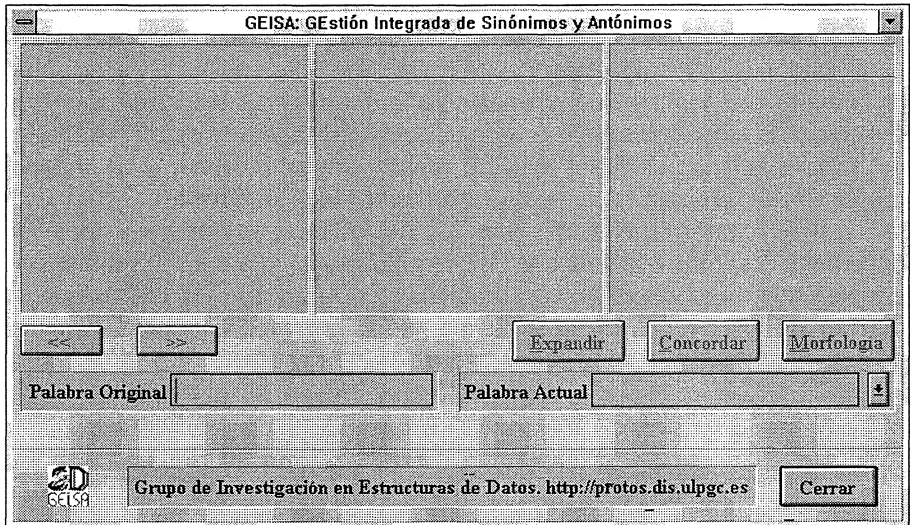 GEISA: GEstión Integrada de Sinónimos y Antónimos
<< >> Expandir Concordar Morfología
Palabra Original Palabra Actual
ED
GEISA
Grupo de Investigación en Estructuras de Datos. http://protos.dis.ulpgc.es Cerrar